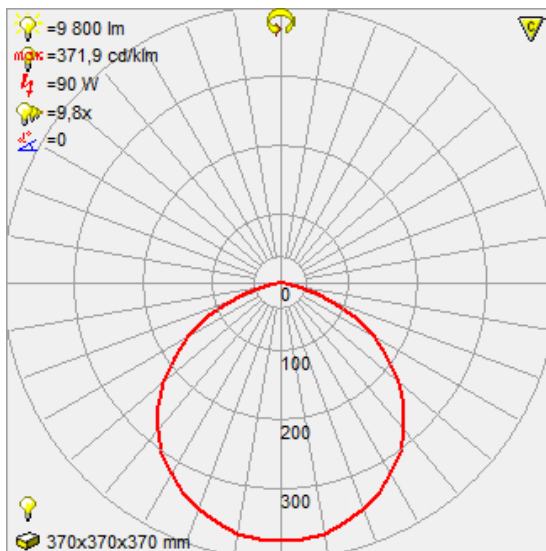 =9 800 lm
max =371,9 cd/klm
=90 W
=9,8x
=0
C
0
100
200
300
370x370x370 mm